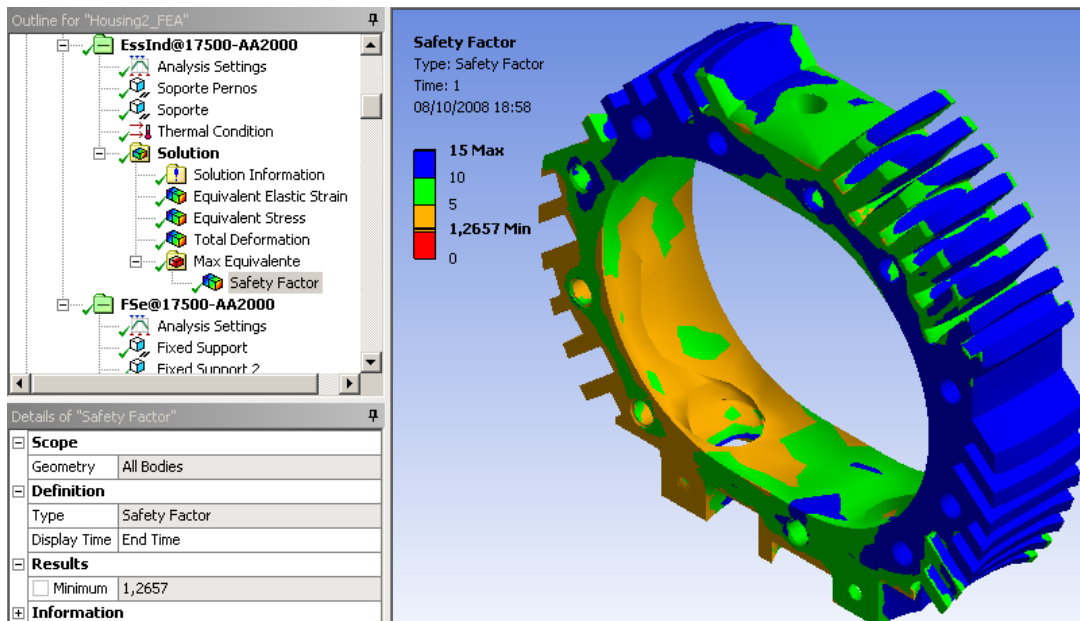 Outline for "Housing2_FEA"
EssInd@17500-AA2000
Analysis Settings
Soporte Pernos
Soporte
Thermal Condition
Solution
Solution Information
Equivalent Elastic Strain
Equivalent Stress
Total Deformation
Max Equivalente
Safety Factor
FSe@17500-AA2000
Analysis Settings
Fixed Support
Fixed Support 2
Details of "Safety Factor"
Scope
Geometry All Bodies
Definition
Type Safety Factor
Display Time End Time
Results
Minimum 1,2657
Information
Safety Factor
Type: Safety Factor
Time: 1
08/10/2008 18:58
15 Max
10
5
1,2657 Min
0